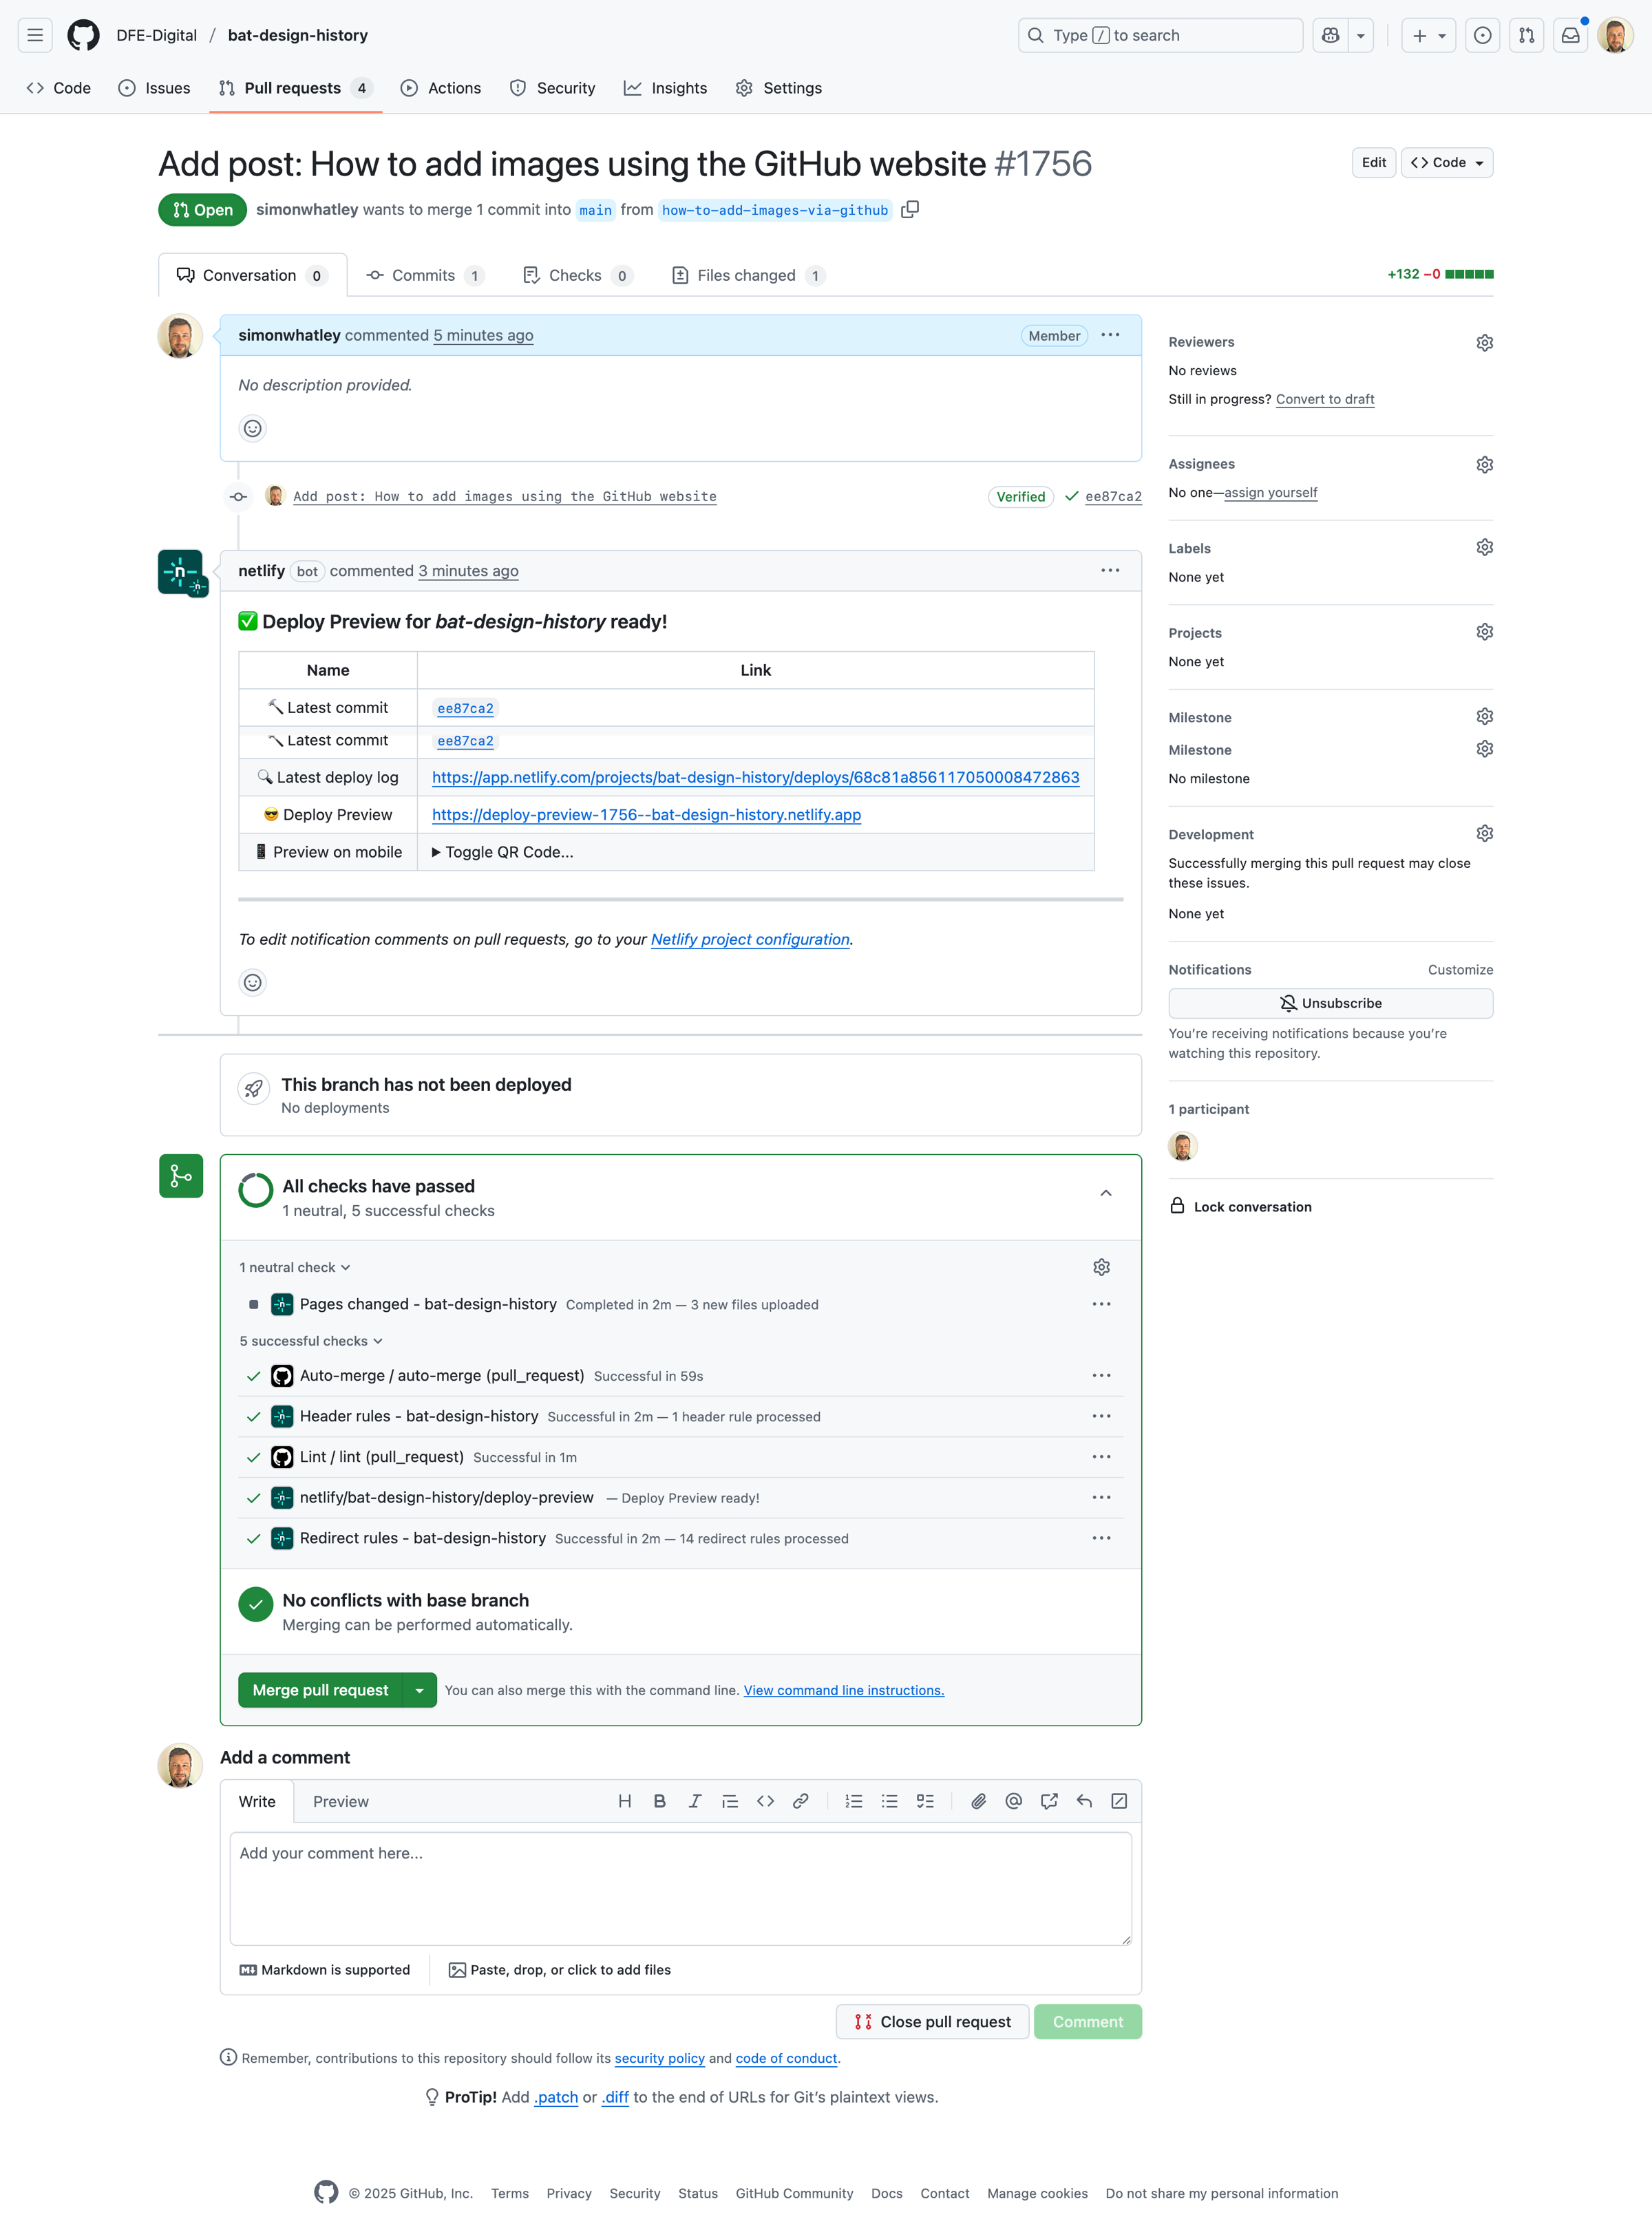 DFE-Digital / bat-design-history
Type / to search
Code Issues Pull requests 4 Actions Security Insights Settings
Add post: How to add images using the GitHub website #1756
Edit
Code
Open simonwhatley wants to merge 1 commit into main from how-to-add-images-via-github
Conversation 0 Commits 1 Checks 0 Files changed 1
+132 −0
simonwhatley commented 5 minutes ago
Member
No description provided.
Add post: How to add images using the GitHub website
Verified ee87ca2
netlify bot commented 3 minutes ago
Deploy Preview for bat-design-history ready!
Name Link
Latest commit ee87ca2
Latest commit ee87ca2
Latest deploy log https://app.netlify.com/projects/bat-design-history/deploys/68c81a856117050008472863
Deploy Preview https://deploy-preview-1756--bat-design-history.netlify.app
Preview on mobile Toggle QR Code...
To edit notification comments on pull requests, go to your Netlify project configuration.
This branch has not been deployed
No deployments
All checks have passed
1 neutral, 5 successful checks
1 neutral check
Pages changed - bat-design-history Completed in 2m — 3 new files uploaded
5 successful checks
Auto-merge / auto-merge (pull_request) Successful in 59s
Header rules - bat-design-history Successful in 2m — 1 header rule processed
Lint / lint (pull_request) Successful in 1m
netlify/bat-design-history/deploy-preview — Deploy Preview ready!
Redirect rules - bat-design-history Successful in 2m — 14 redirect rules processed
No conflicts with base branch
Merging can be performed automatically.
Merge pull request
You can also merge this with the command line. View command line instructions.
Add a comment
Write Preview
Add your comment here...
Markdown is supported
Paste, drop, or click to add files
Close pull request
Comment
Remember, contributions to this repository should follow its security policy and code of conduct.
ProTip! Add .patch or .diff to the end of URLs for Git's plaintext views.
Reviewers
No reviews
Still in progress? Convert to draft
Assignees
No one—assign yourself
Labels
None yet
Projects
None yet
Milestone
Milestone
No milestone
Development
Successfully merging this pull request may close
these issues.
None yet
Notifications
Customize
Unsubscribe
You're receiving notifications because you're
watching this repository.
1 participant
Lock conversation
© 2025 GitHub, Inc. Terms Privacy Security Status GitHub Community Docs Contact Manage cookies Do not share my personal information